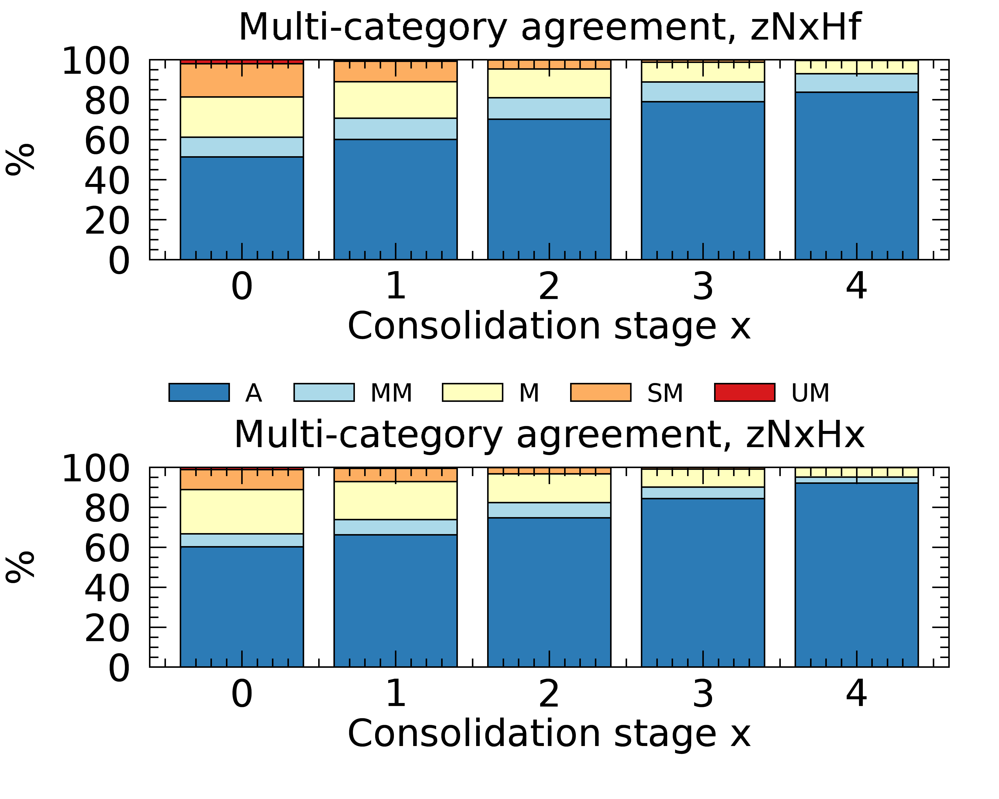 Multi-category agreement, zNxHf
100
80
60
40
20
0
%
0 1 2 3 4
Consolidation stage x
A MM M SM UM
Multi-category agreement, zNxHx
100
80
60
40
20
0
%
0 1 2 3 4
Consolidation stage x